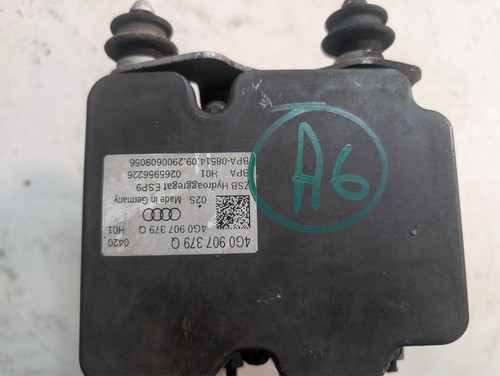 A6
4G0 907 379 Q
H01 0420
4G0 907 379 Q
02S Made in Germany
ZSB Hydroaggregat ESP9
BPA H01 0265956226
BPA-08514.09.2900609056